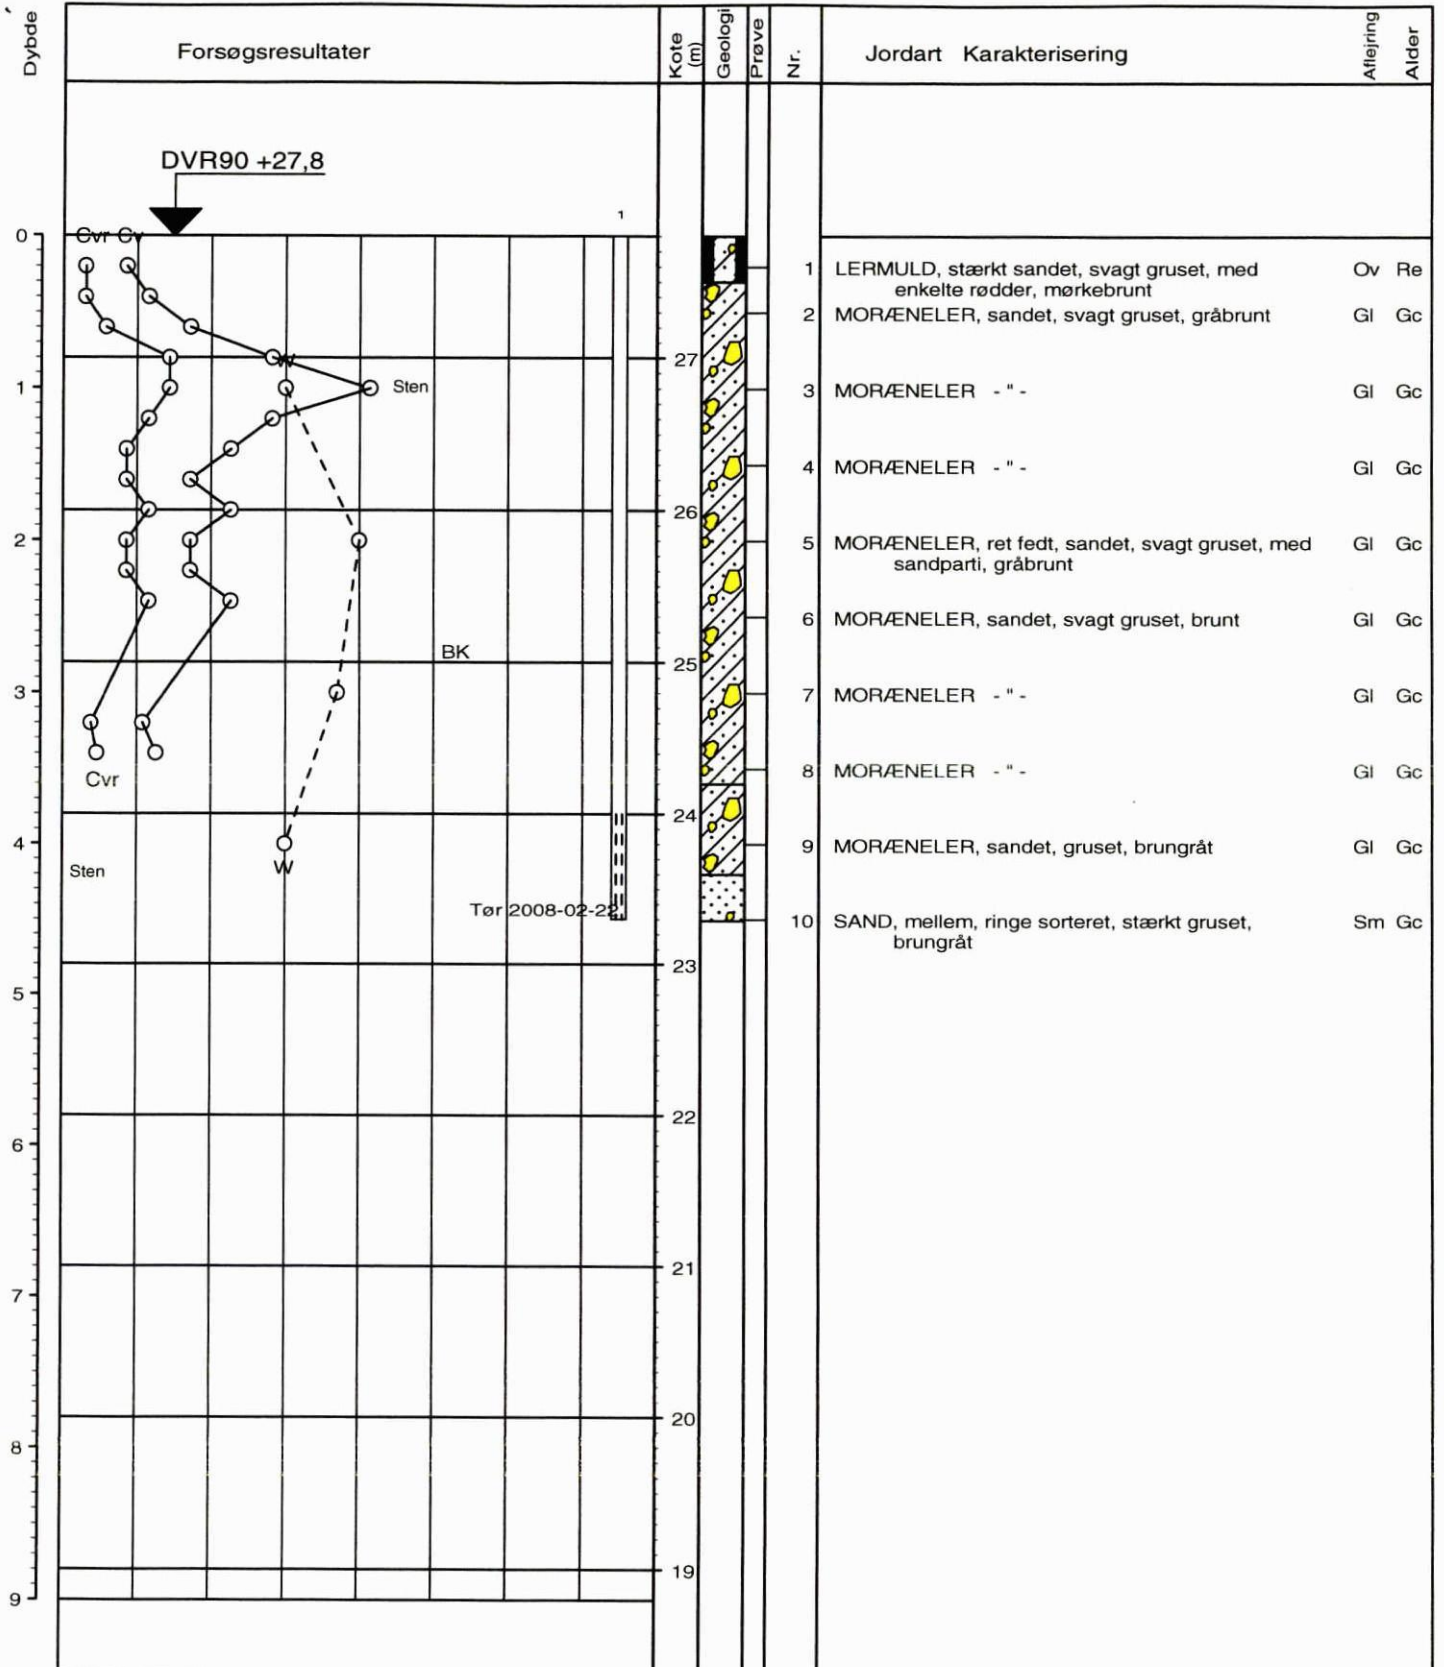 Dybde
Forsøgsresultater
Kote (m)
Geologi
Prøve
Nr.
Jordart Karakterisering
Aflejring
Alder
DVR90 +27,8
1
0
Cvr Cv
1 LERMULD, stærkt sandet, svagt gruset, med Ov Re
enkelte rødder, mørkebrunt
2 MORÆNELER, sandet, svagt gruset, gråbrunt Gl Gc
W
27
1
Sten
3 MORÆNELER - " - Gl Gc
4 MORÆNELER - " - Gl Gc
26
2
5 MORÆNELER, ret fedt, sandet, svagt gruset, med Gl Gc
sandparti, gråbrunt
6 MORÆNELER, sandet, svagt gruset, brunt Gl Gc
BK
25
3
7 MORÆNELER - " - Gl Gc
Cvr
8 MORÆNELER - " - Gl Gc
24
4
9 MORÆNELER, sandet, gruset, brungråt Gl Gc
W
Sten
Tør 2008-02-22
10 SAND, mellem, ringe sorteret, stærkt gruset, Sm Gc
brungråt
23
5
22
6
21
7
20
8
19
9